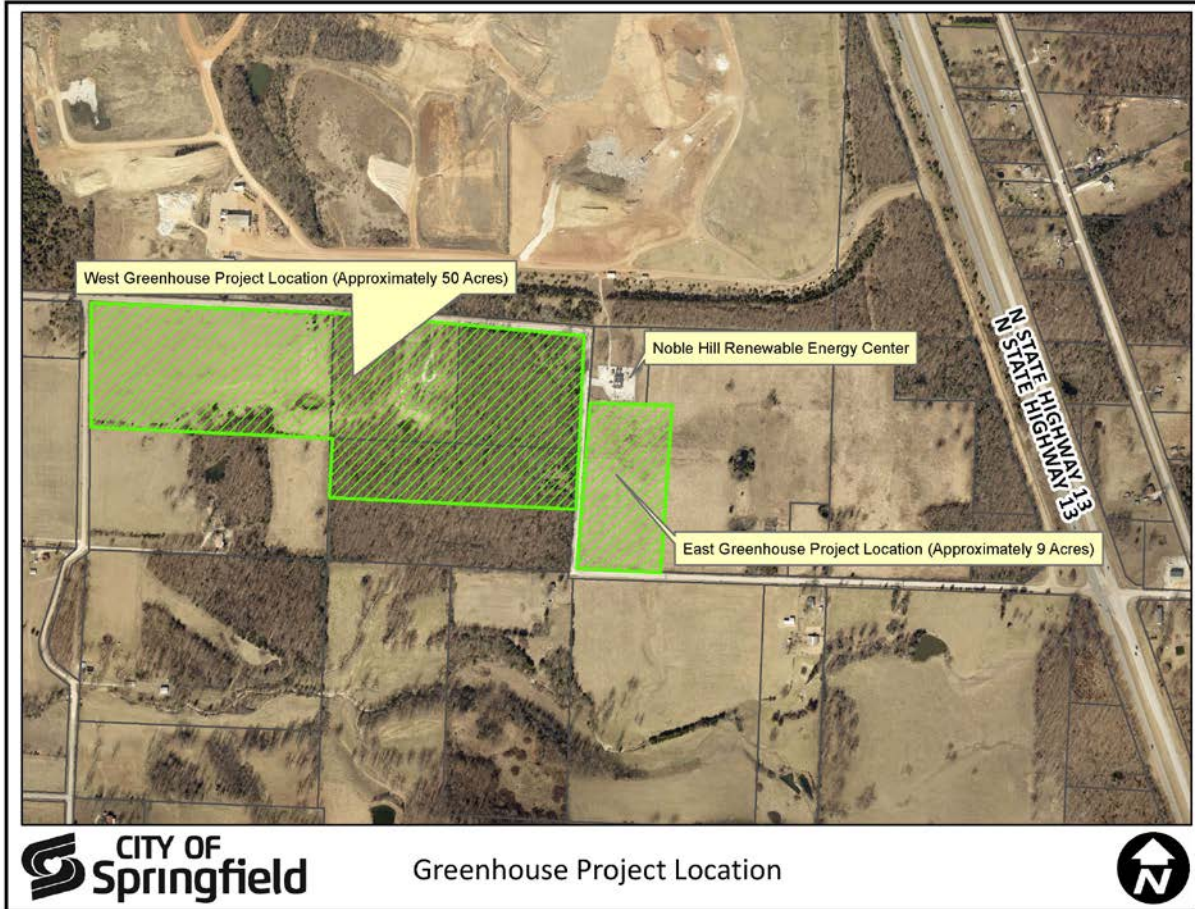 West Greenhouse Project Location (Approximately 50 Acres)
Noble Hill Renewable Energy Center
N STATE HIGHWAY 13
N STATE HIGHWAY 13
East Greenhouse Project Location (Approximately 9 Acres)
CITY OF
Springfield
Greenhouse Project Location
N